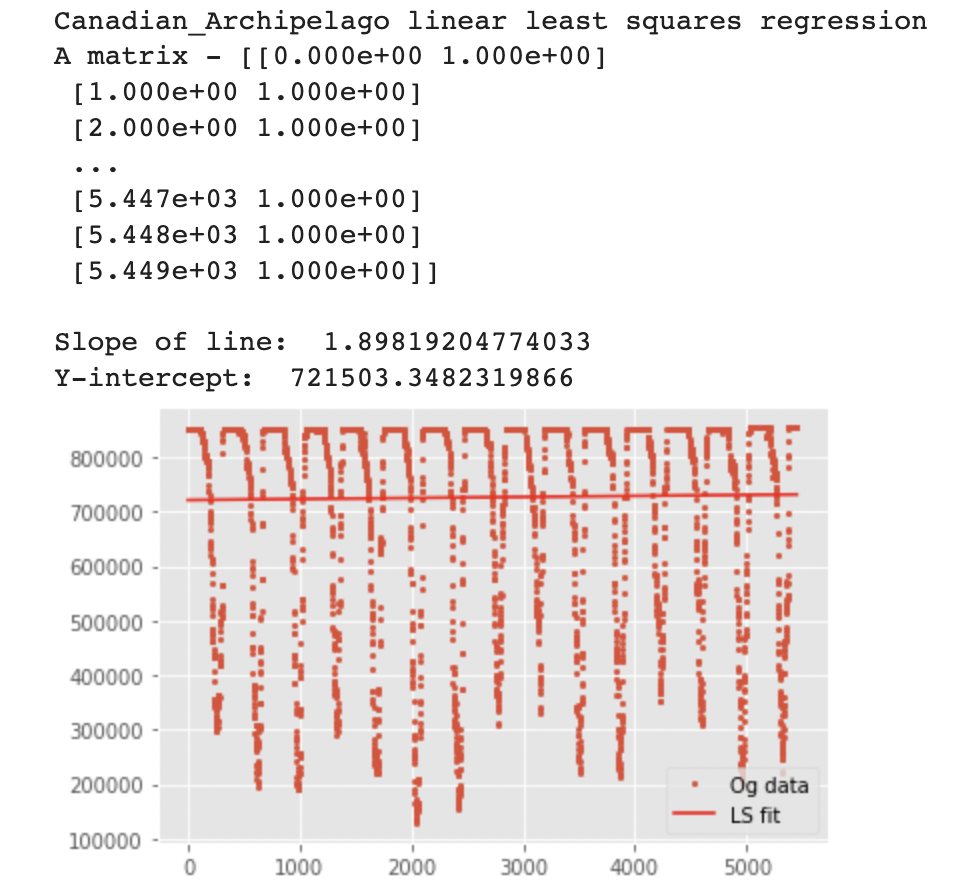 Canadian_Archipelago linear least squares regression
A matrix - [[0.000e+00 1.000e+00]
[1.000e+00 1.000e+00]
[2.000e+00 1.000e+00]
...
[5.447e+03 1.000e+00]
[5.448e+03 1.000e+00]
[5.449e+03 1.000e+00]]
Slope of line:  1.89819204774033
Y-intercept:  721503.3482319866
800000
700000
600000
500000
400000
300000
200000
100000
Og data
LS fit
0 1000 2000 3000 4000 5000